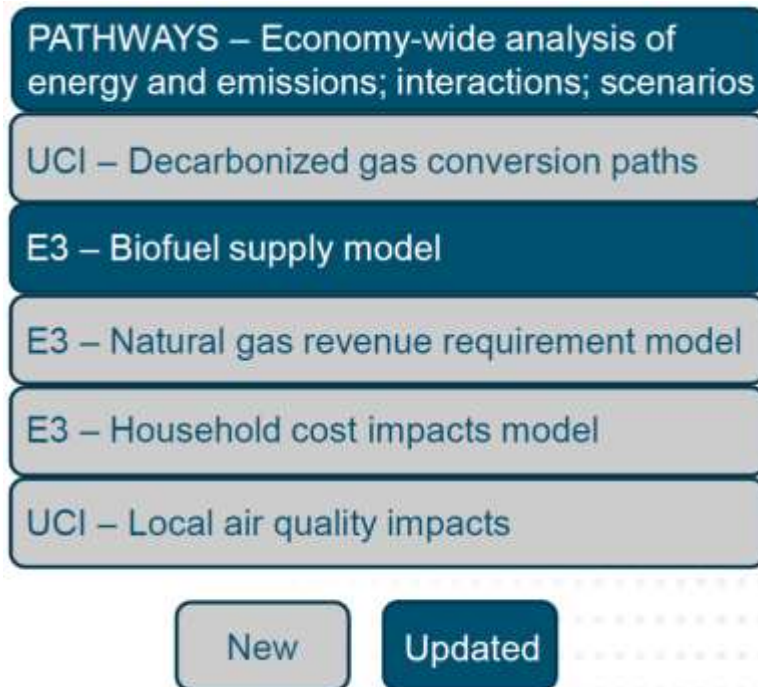 PATHWAYS – Economy-wide analysis of
energy and emissions; interactions; scenarios
UCI – Decarbonized gas conversion paths
E3 – Biofuel supply model
E3 – Natural gas revenue requirement model
E3 – Household cost impacts model
UCI – Local air quality impacts
New
Updated